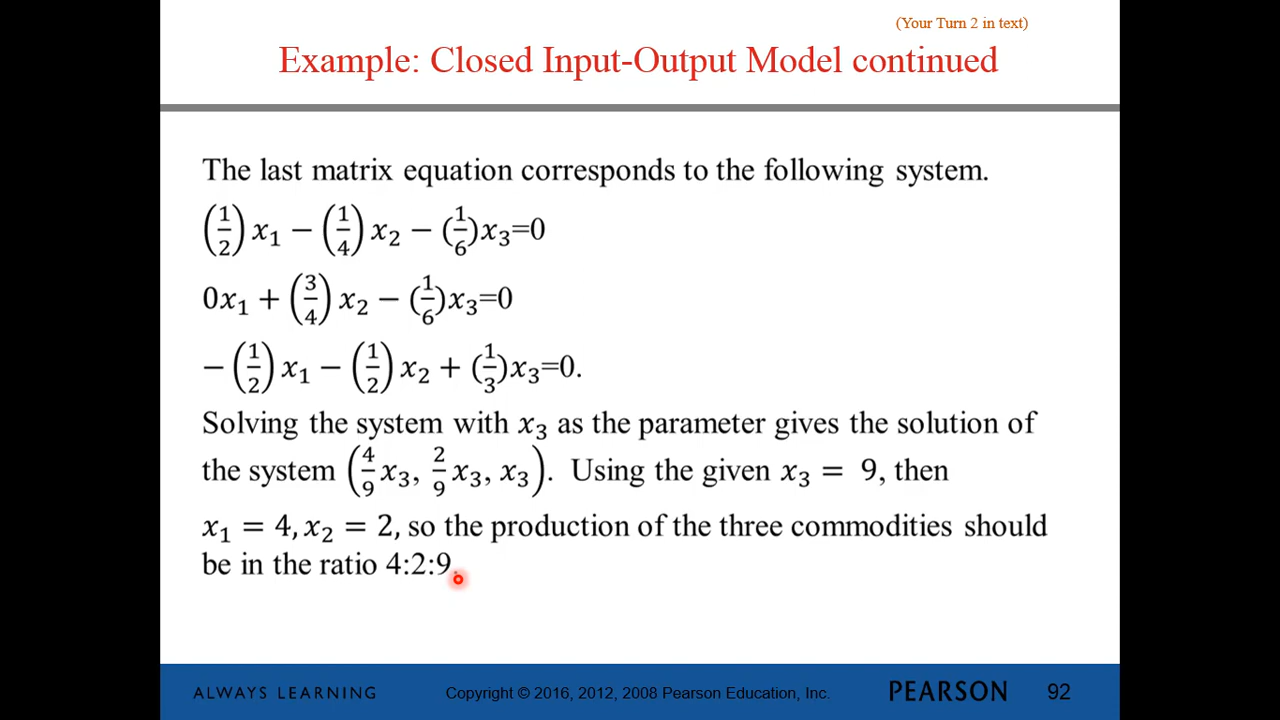 (Your Turn 2 in text)
Example: Closed Input-Output Model continued
The last matrix equation corresponds to the following system.
(1/2) x₁ − (1/4) x₂ − (1/6)x₃=0
0x₁ + (3/4) x₂ − (1/6)x₃=0
− (1/2) x₁ − (1/2) x₂ + (1/3)x₃=0.
Solving the system with x₃ as the parameter gives the solution of
the system (4/9 x₃, 2/9 x₃, x₃). Using the given x₃ = 9, then
x₁ = 4, x₂ = 2, so the production of the three commodities should
be in the ratio 4:2:9.
ALWAYS LEARNING Copyright © 2016, 2012, 2008 Pearson Education, Inc. PEARSON 92